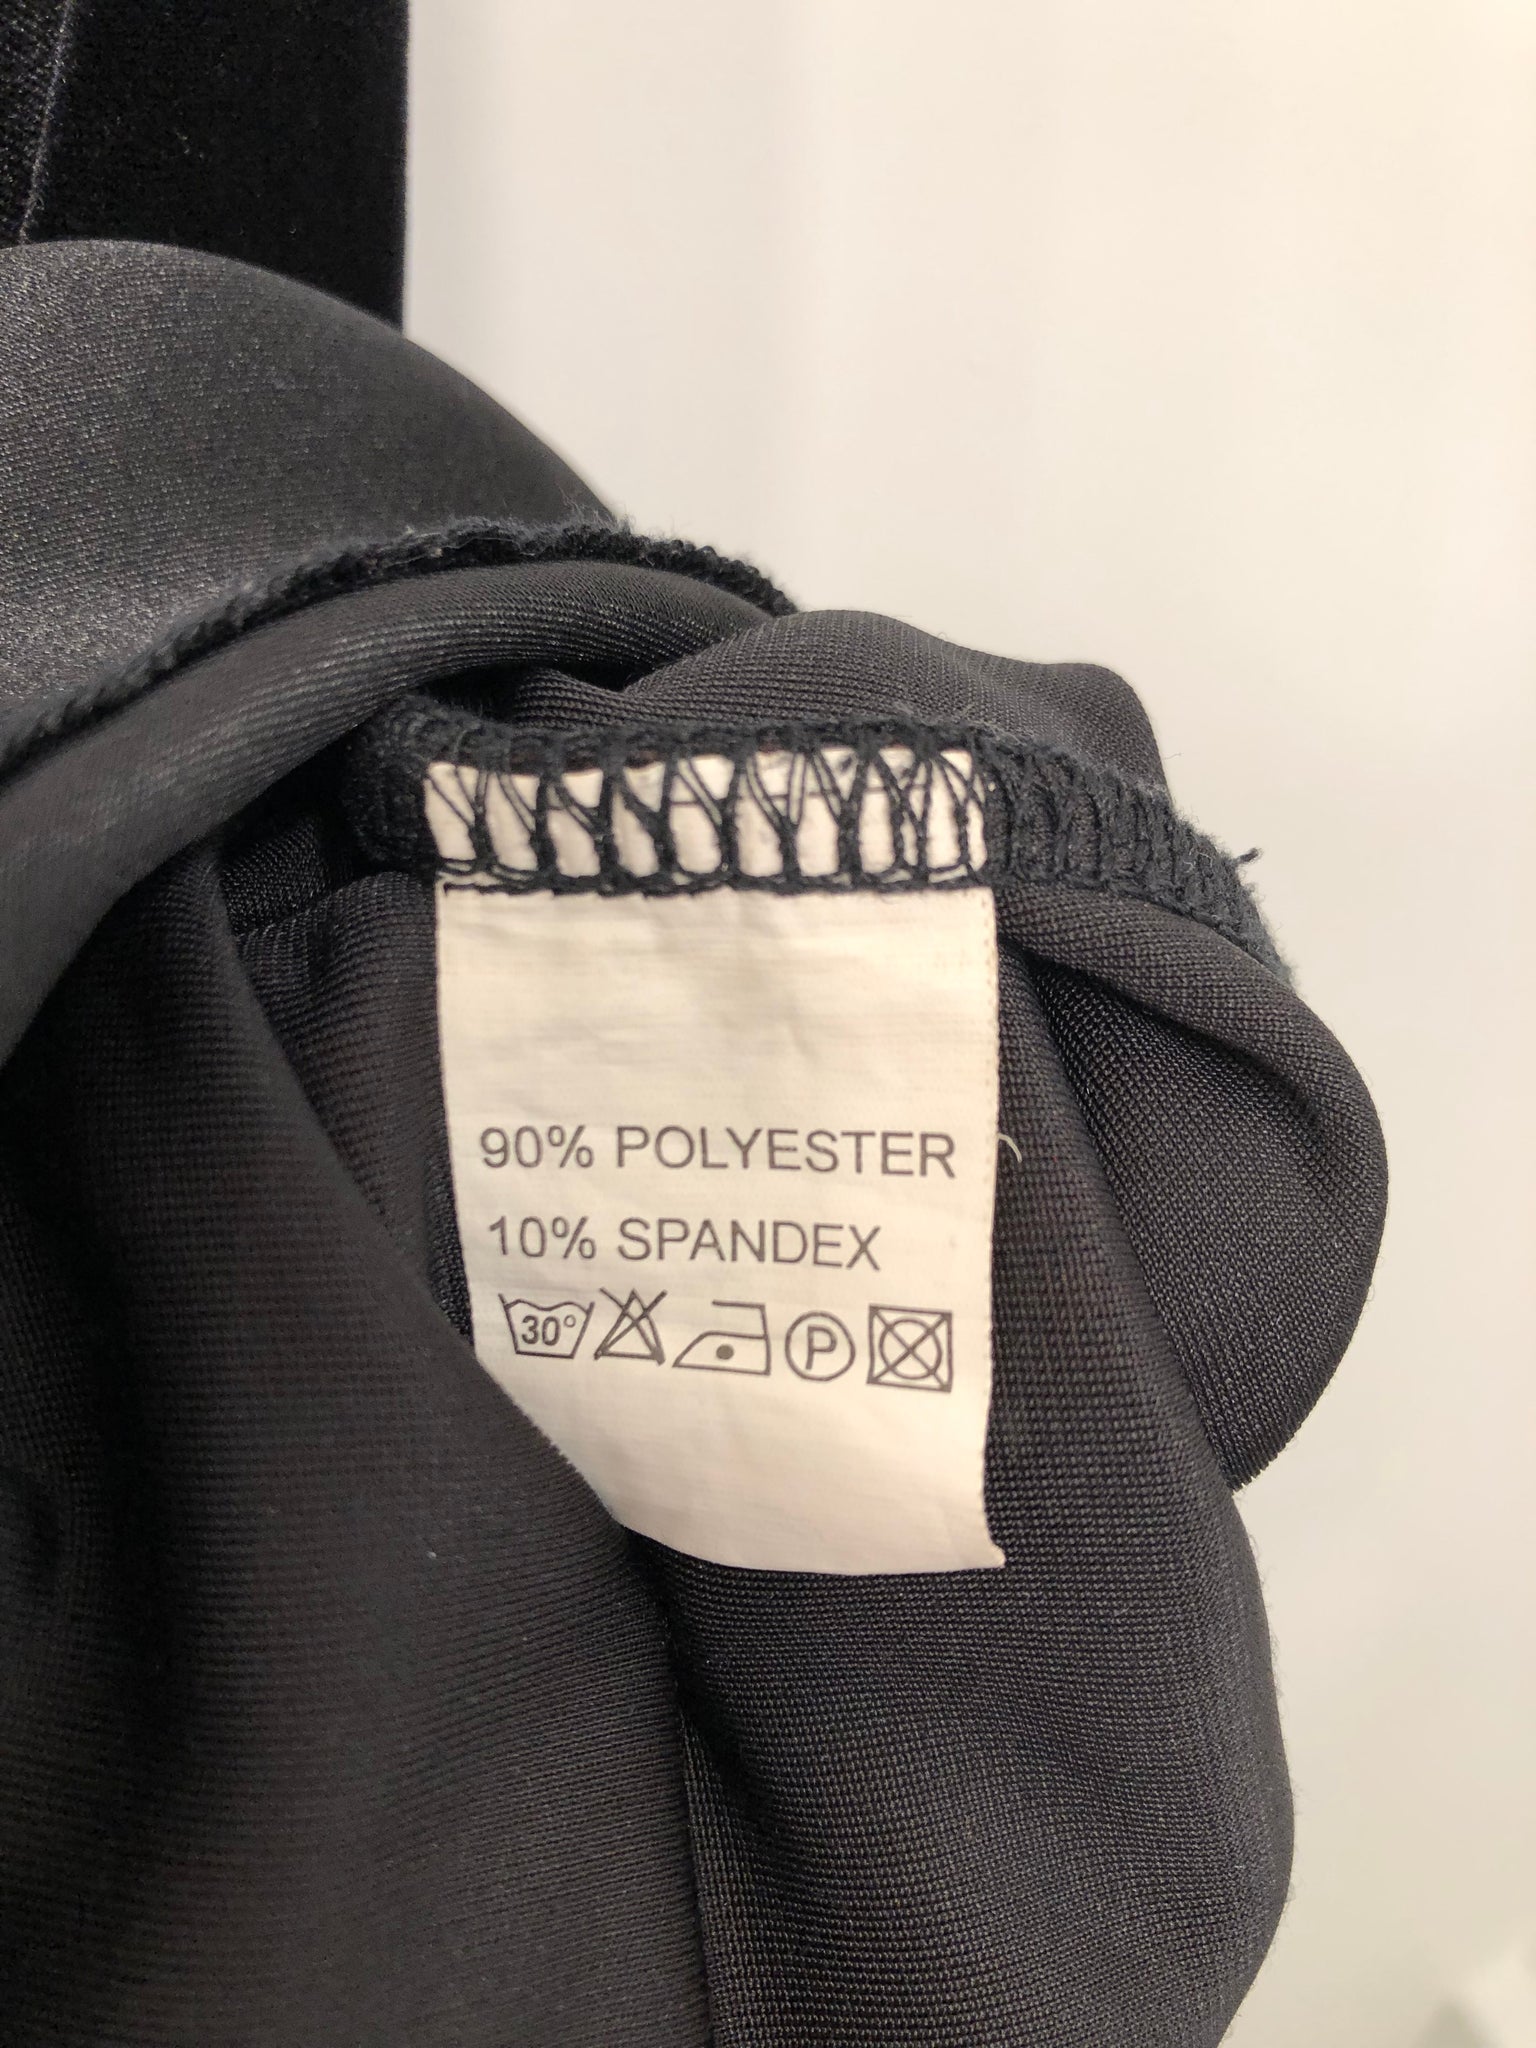 90% POLYESTER
10% SPANDEX
30° P